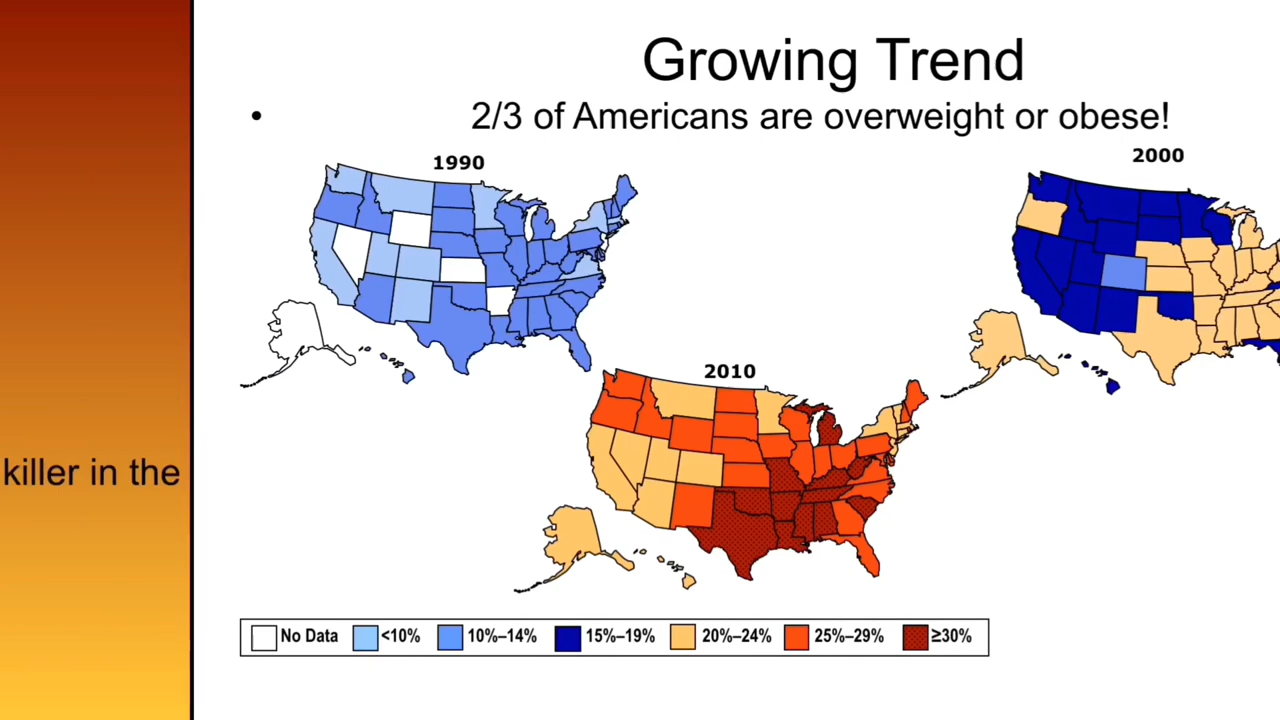 Growing Trend
• 2/3 of Americans are overweight or obese!
1990
2000
2010
killer in the
No Data <10% 10%–14% 15%–19% 20%–24% 25%–29% ≥30%